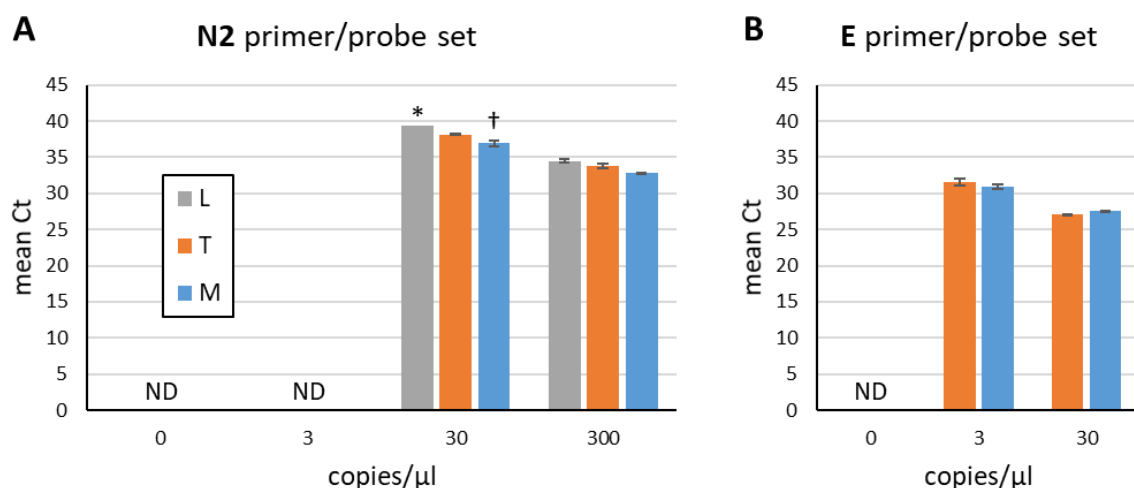 A
N2 primer/probe set
mean Ct
45
40
35
30
25
20
15
10
5
0
* †
L
T
M
ND ND
0 3 30 300
copies/µl
B
E primer/probe set
mean Ct
45
40
35
30
25
20
15
10
5
0
ND
0 3 30
copies/µl